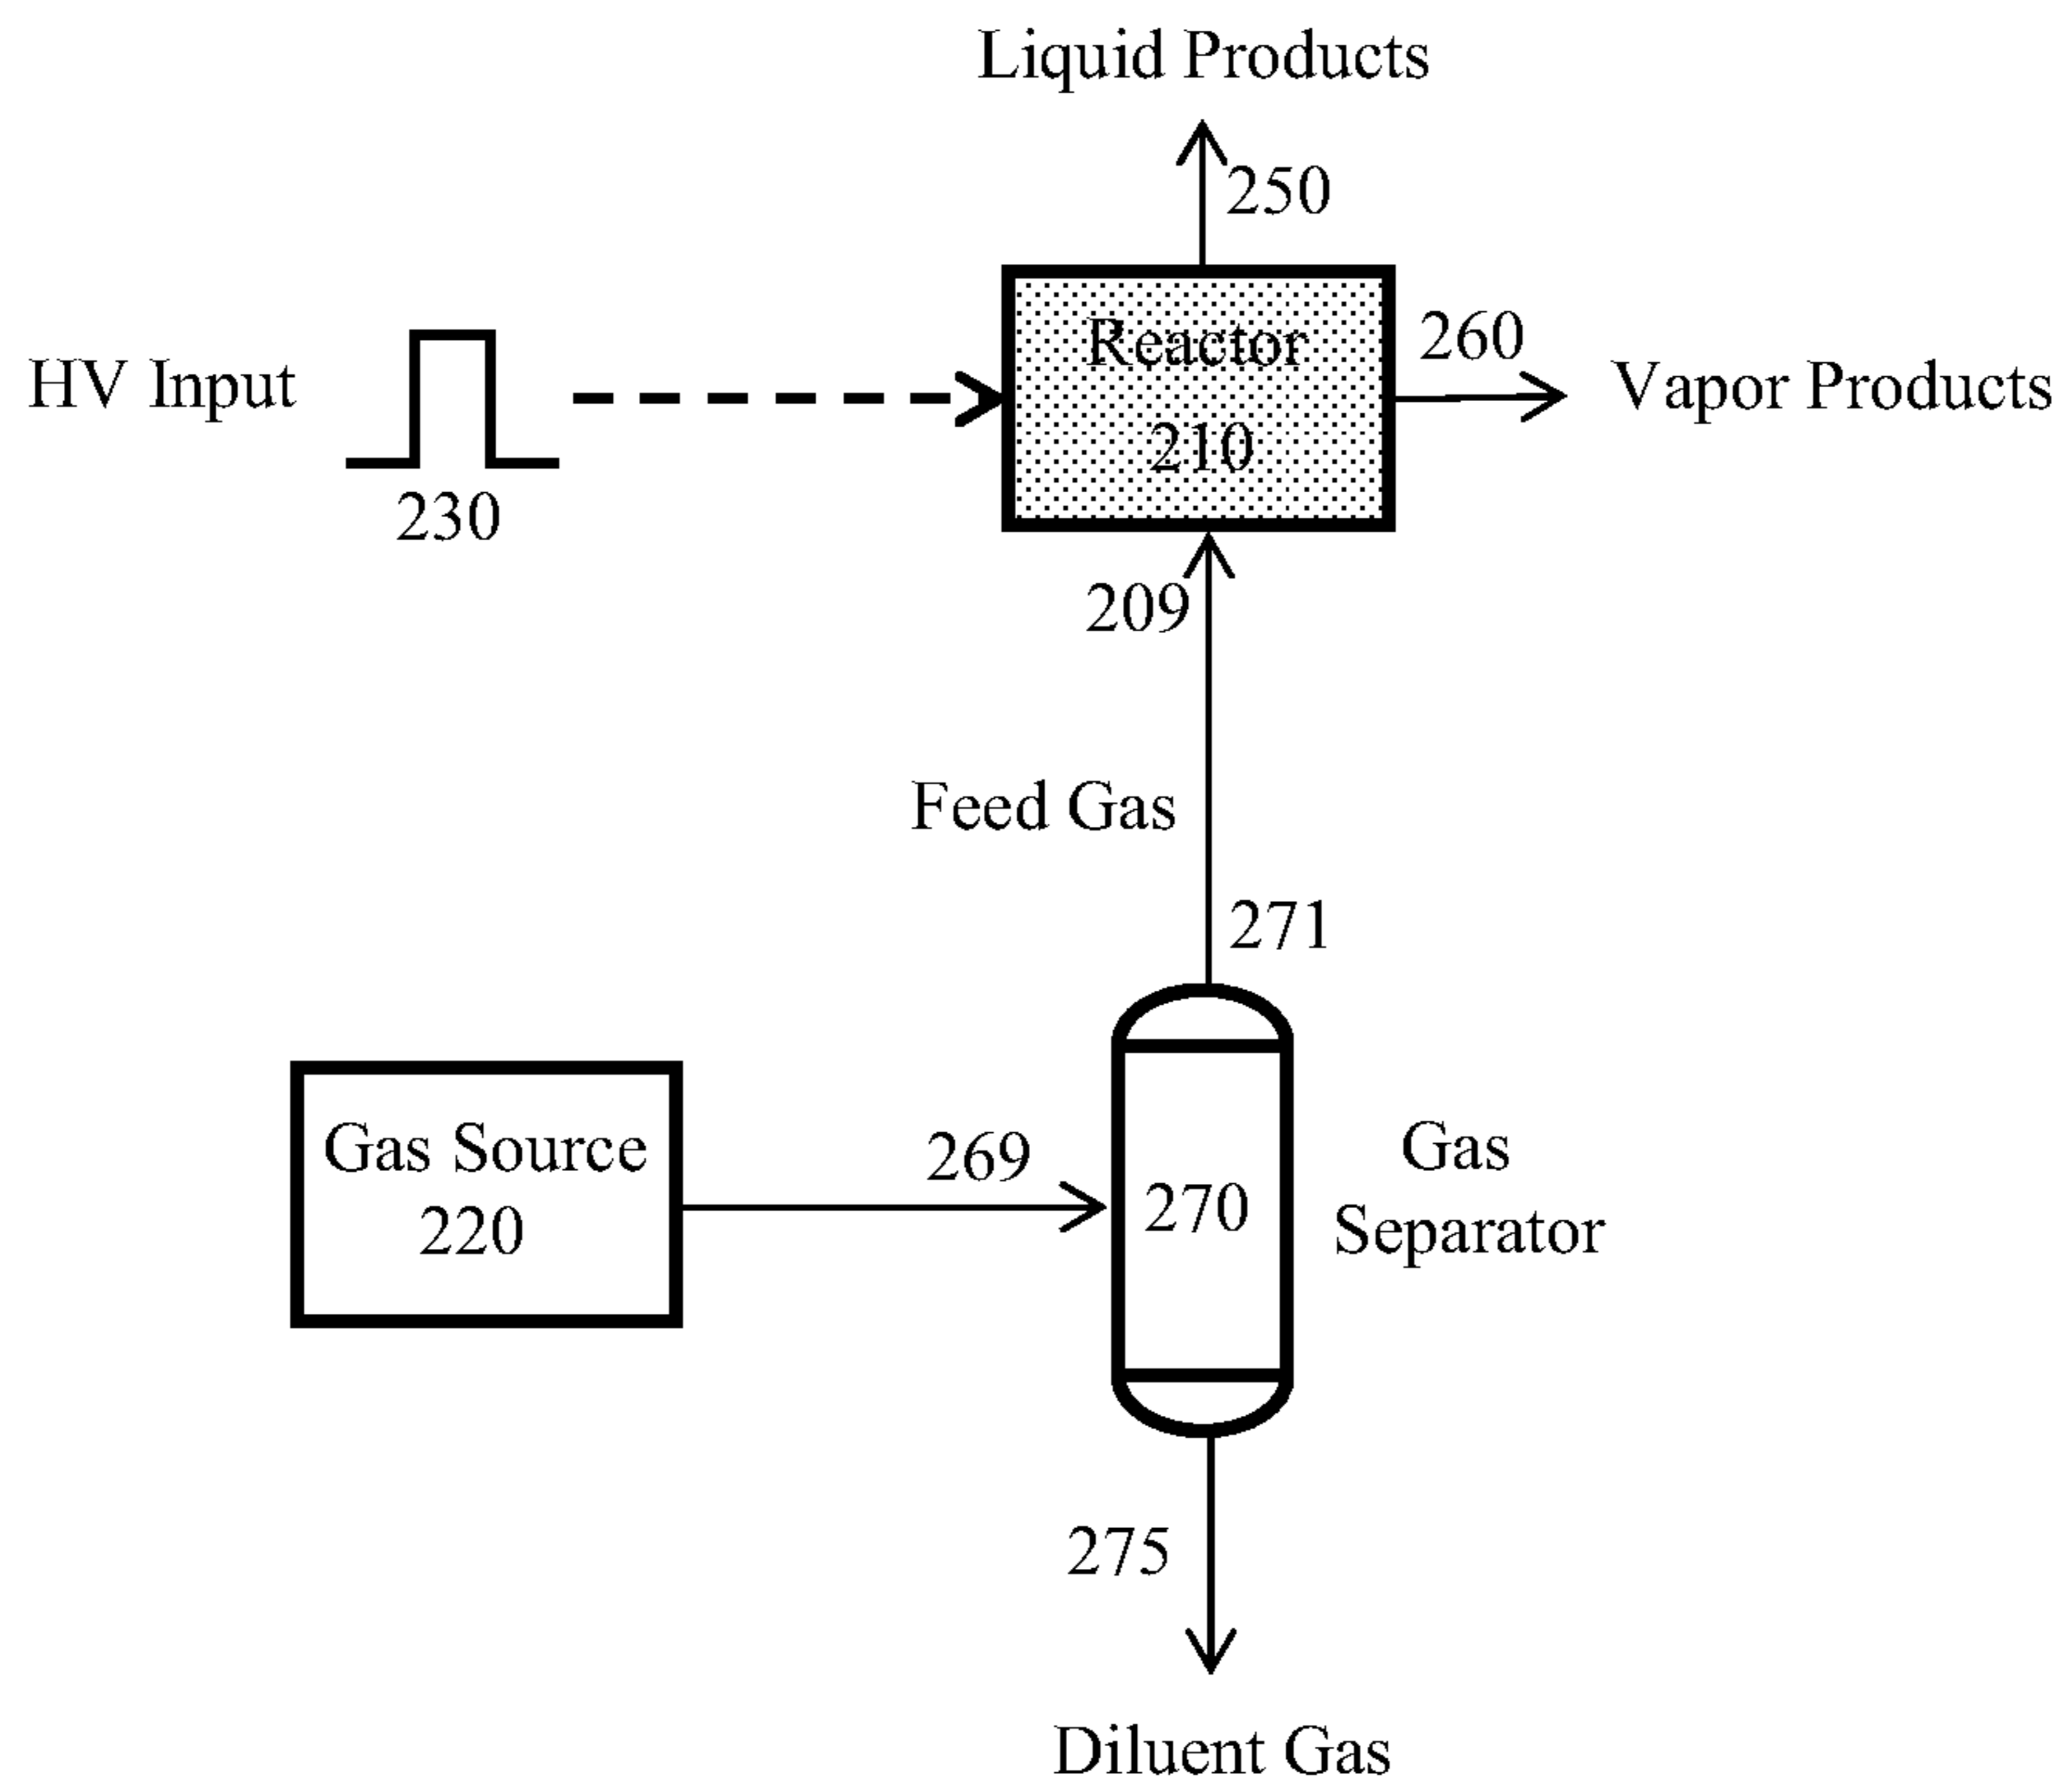 Liquid Products
250
HV Input
230
Reactor
210
260
Vapor Products
209
Feed Gas
271
Gas Source
220
269
270
Gas
Separator
275
Diluent Gas